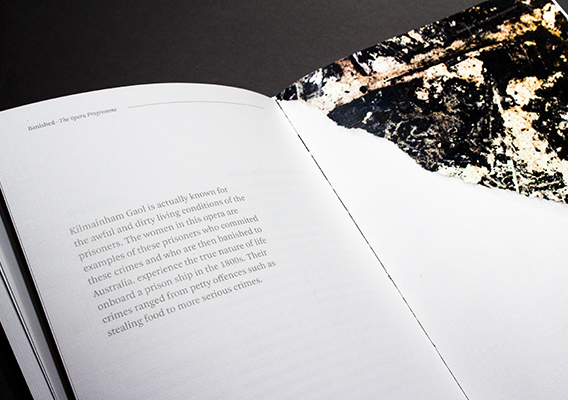 Banished - The Opera Programme
Kilmainham Gaol is actually known for
the awful and dirty living conditions of the
prisoners. The women in this opera are
examples of these prisoners who commited
these crimes and who are then banished to
Australia. experience the true nature of life
onboard a prison ship in the 1800s. Their
crimes ranged from petty offences such as
stealing food to more serious crimes.